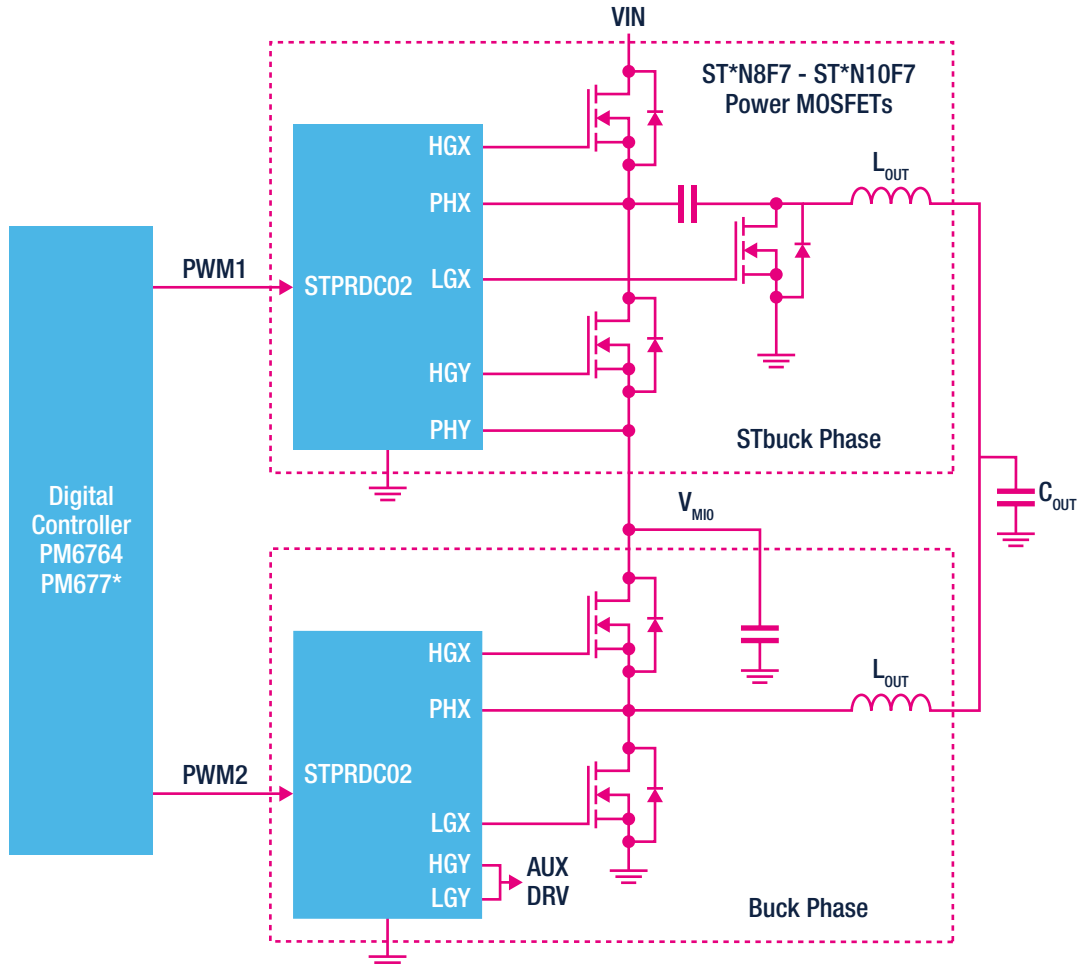 VIN
ST*N8F7 - ST*N10F7
Power MOSFETs
HGX
PHX
LGX
HGY
PHY
STPRDC02
PWM1
LOUT
STbuck Phase
Digital
Controller
PM6764
PM677*
VMIO
COUT
HGX
PHX
STPRDC02
LGX
HGY
LGY
PWM2
LOUT
AUX
DRV
Buck Phase